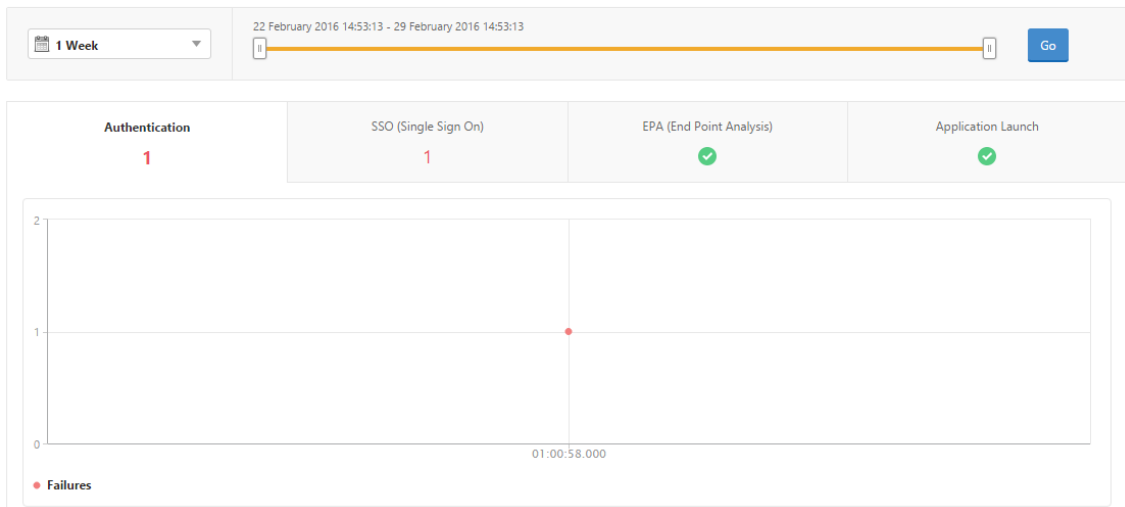 1 Week
22 February 2016 14:53:13 - 29 February 2016 14:53:13
Go
Authentication
1
SSO (Single Sign On)
1
EPA (End Point Analysis)
Application Launch
2
1
0
01:00:58.000
Failures